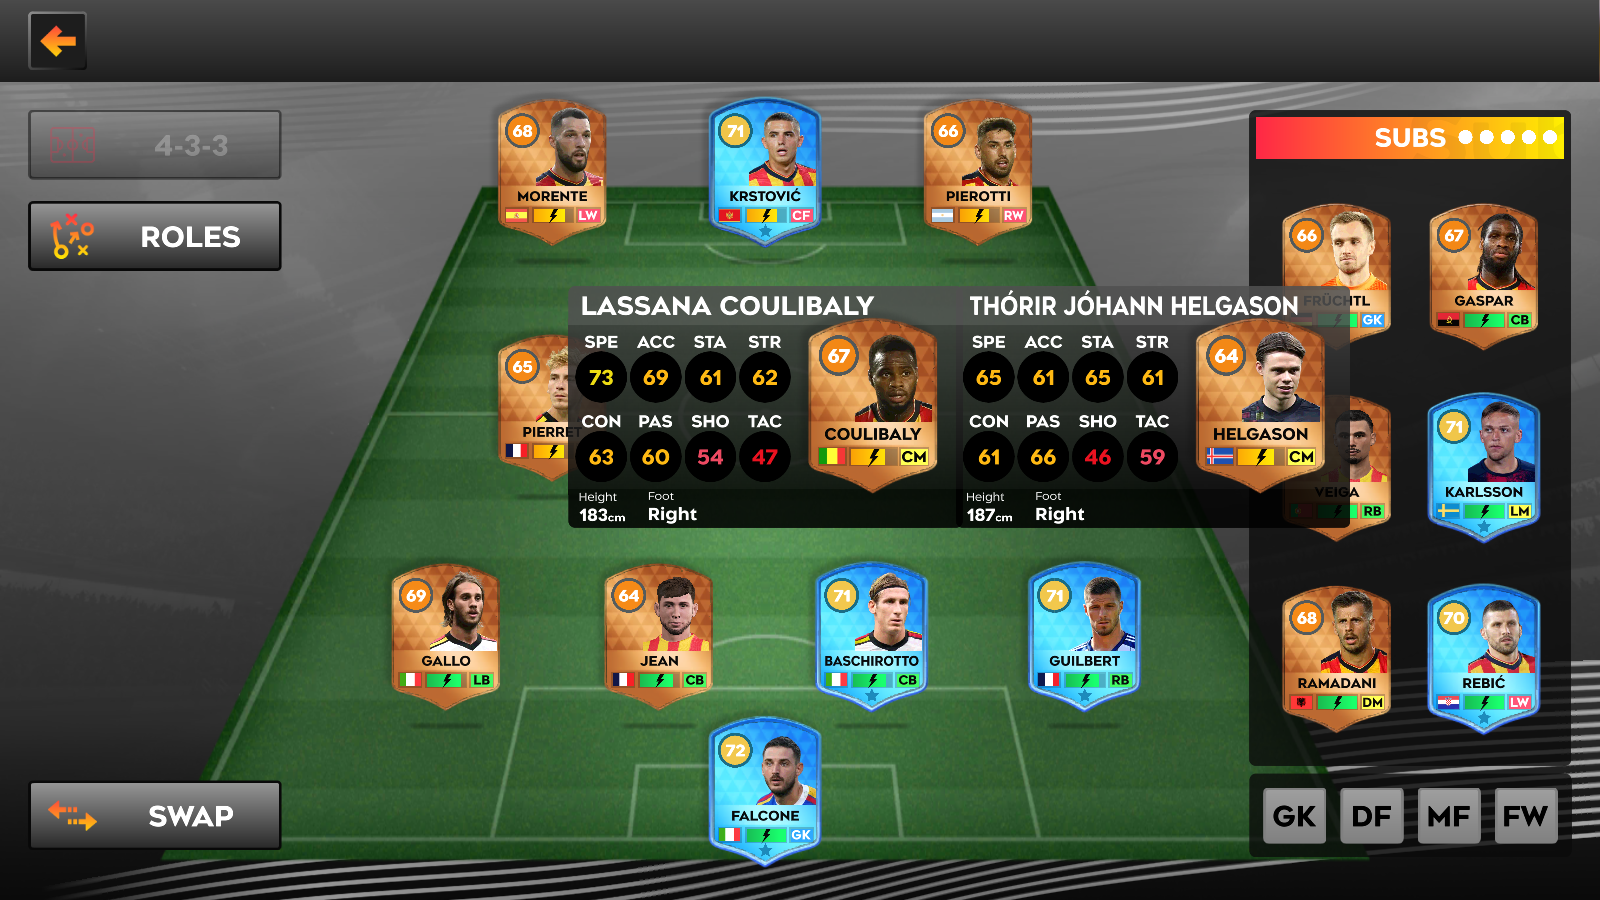 4-3-3
ROLES
SWAP
68
MORENTE
LW
71
KRSTOVIĆ
CF
66
PIEROTTI
RW
SUBS
66
FRÜCHTL
GK
67
GASPAR
CB
65
PIERRET
LASSANA COULIBALY
SPE ACC STA STR
73 69 61 62
CON PAS SHO TAC
63 60 54 47
Height Foot
183cm Right
67
COULIBALY
CM
THÓRIR JÓHANN HELGASON
SPE ACC STA STR
65 61 65 61
CON PAS SHO TAC
61 66 46 59
Height Foot
187cm Right
64
HELGASON
CM
VEIGA
RB
71
KARLSSON
LM
69
GALLO
LB
64
JEAN
CB
71
BASCHIROTTO
CB
71
GUILBERT
RB
68
RAMADANI
DM
70
REBIĆ
LW
72
FALCONE
GK
GK DF MF FW